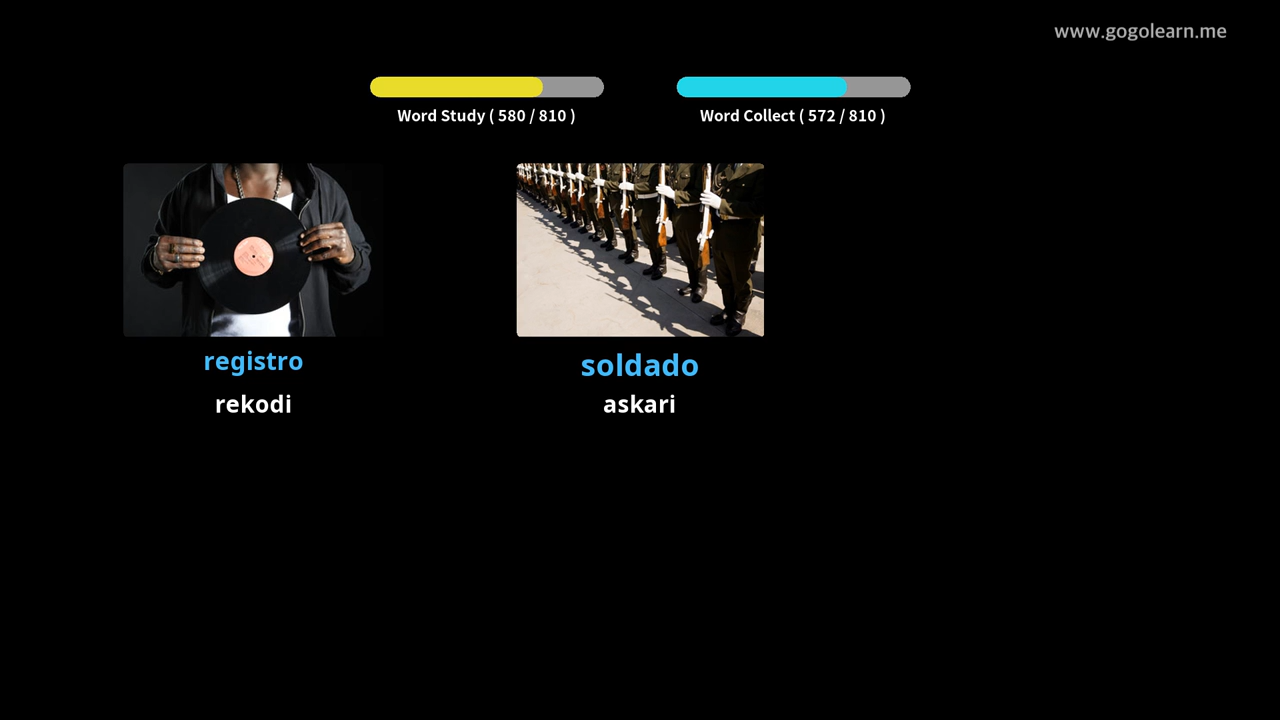 www.gogolearn.me
Word Study ( 580 / 810 )
Word Collect ( 572 / 810 )
registro
rekodi
soldado
askari